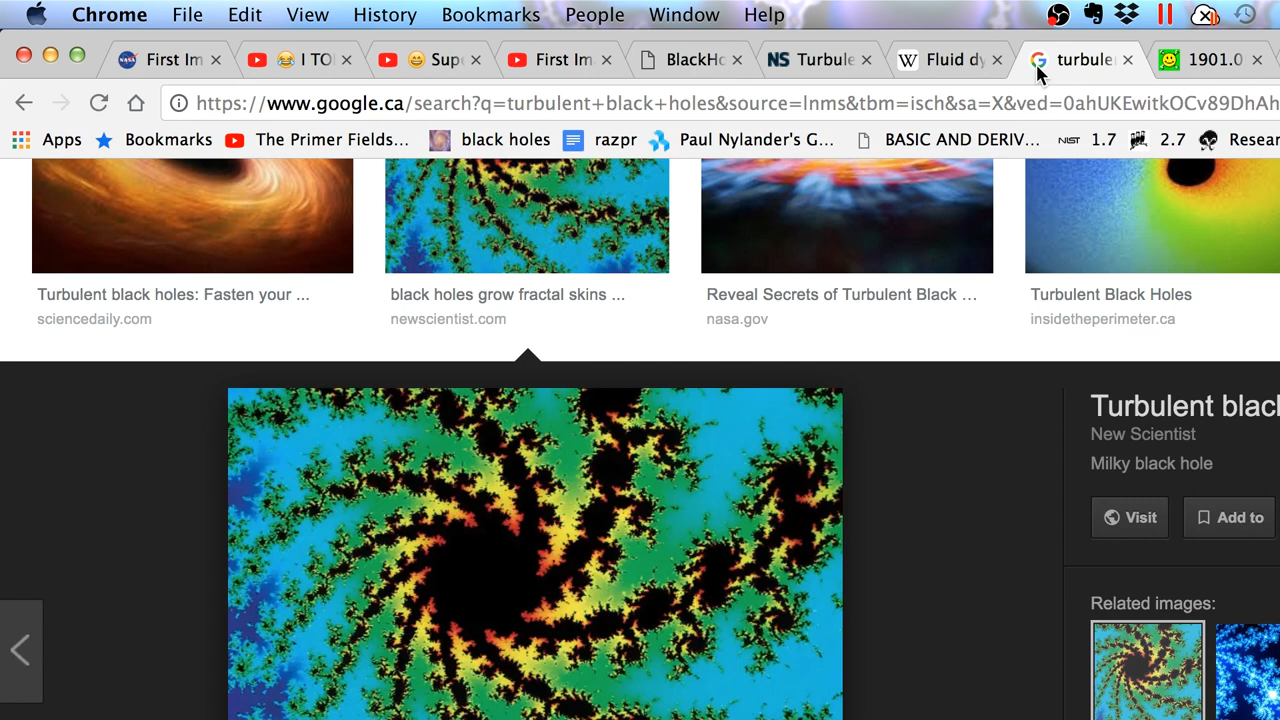 Chrome File Edit View History Bookmarks People Window Help
First Im I TO Sup First Im BlackHo NS Turbule W Fluid dy turbule 1901.0
https://www.google.ca/search?q=turbulent+black+holes&source=lnms&tbm=isch&sa=X&ved=0ahUKEwitkOCv89DhAh
Apps Bookmarks The Primer Fields... black holes razpr Paul Nylander's G... BASIC AND DERIV... NIST 1.7 2.7 Resear
Turbulent black holes: Fasten your ... black holes grow fractal skins ... Reveal Secrets of Turbulent Black ... Turbulent Black Holes
sciencedaily.com newscientist.com nasa.gov insidetheperimeter.ca
Turbulent blac
New Scientist
Milky black hole
Visit Add to
Related images: